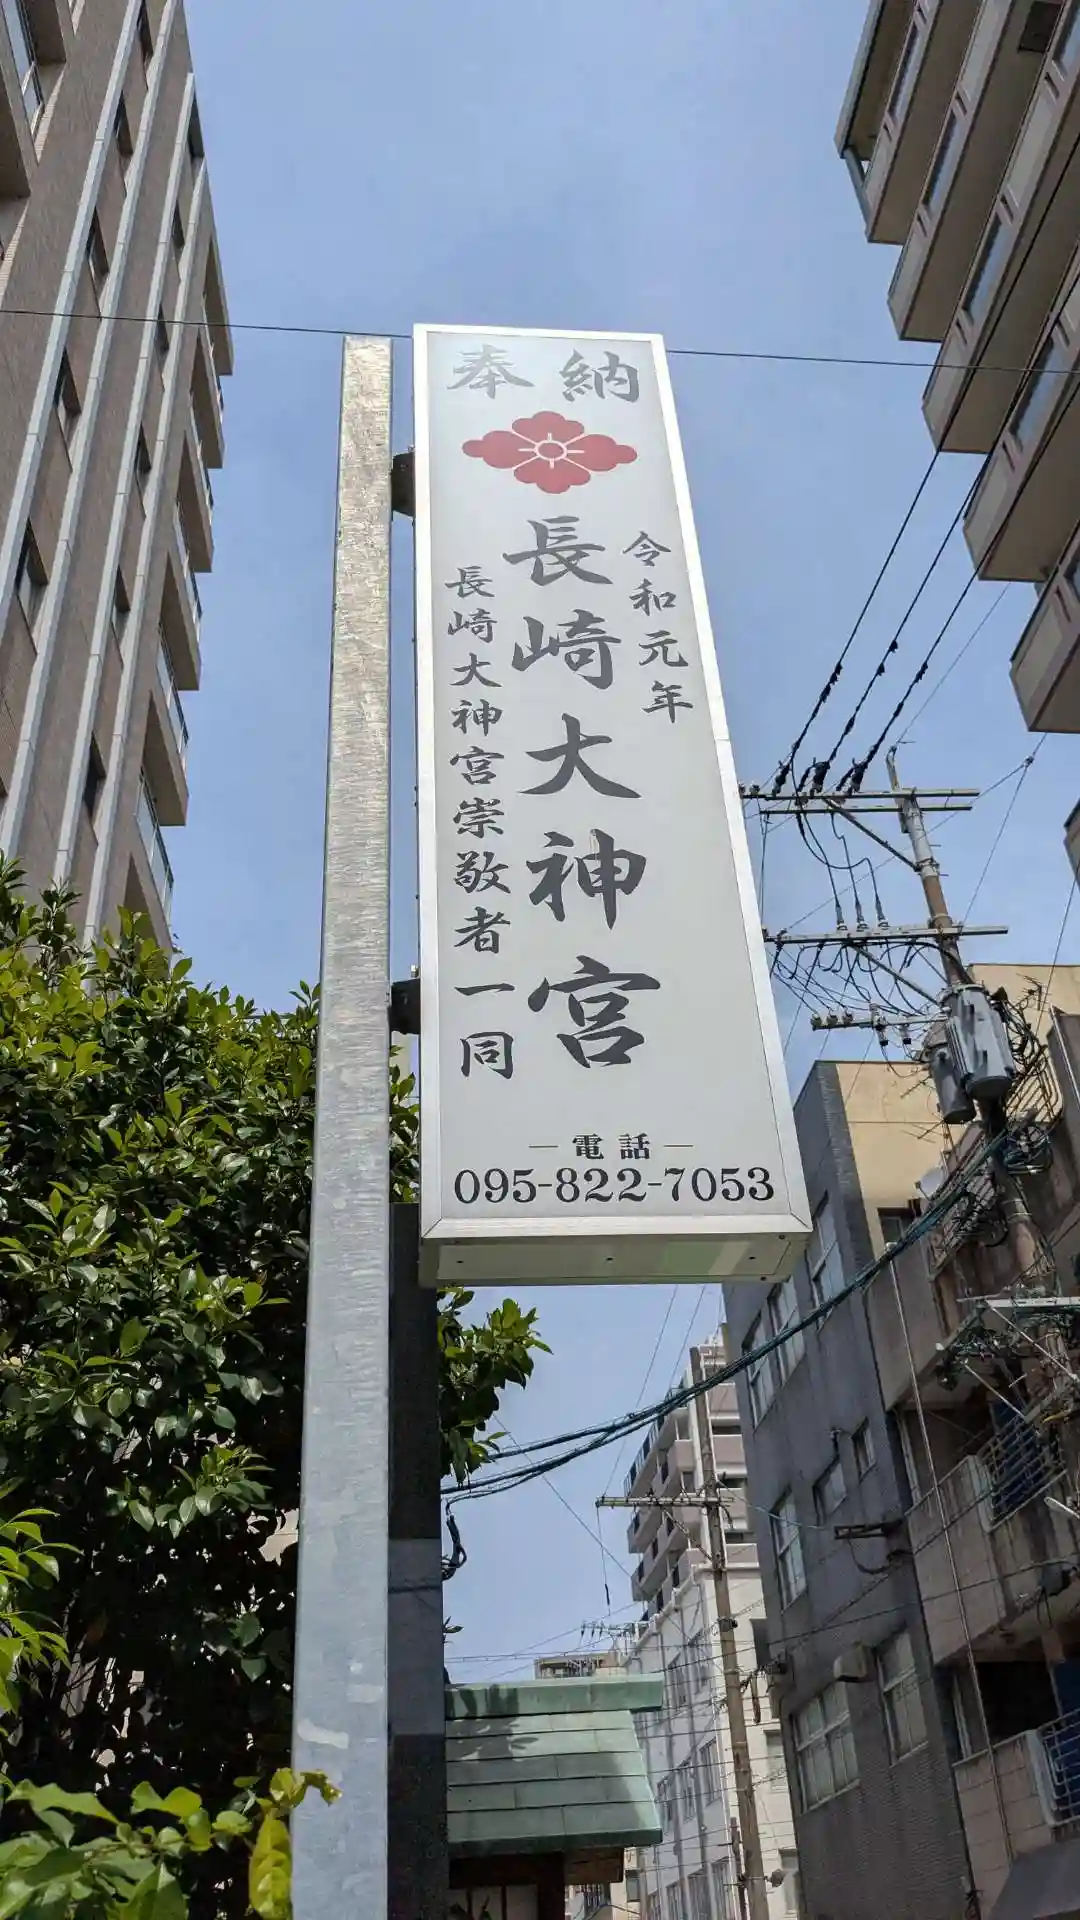 奉納
令和元年
長崎大神宮
長崎大神宮崇敬者一同
―電話―
095-822-7053